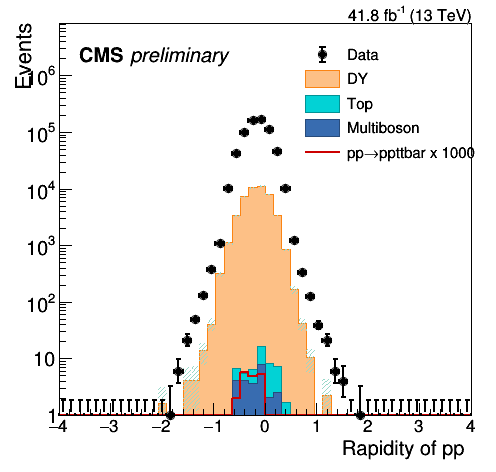 41.8 fb⁻¹ (13 TeV)
Events
CMS preliminary
Data
DY
Top
Multiboson
pp→ppttbar x 1000
10⁶
10⁵
10⁴
10³
10²
10
1
−4 −3 −2 −1 0 1 2 3 4
Rapidity of pp